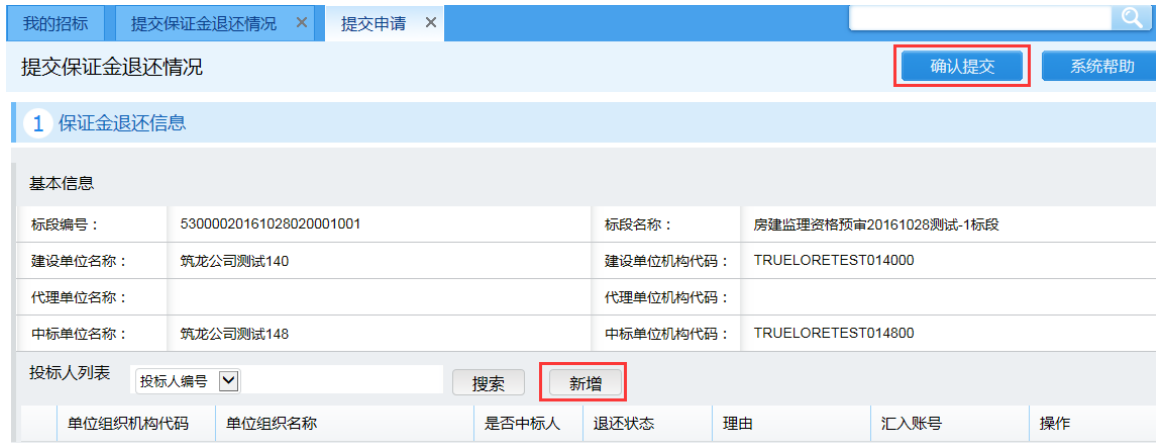 我的招标 提交保证金退还情况 × 提交申请 ×
提交保证金退还情况 确认提交 系统帮助
1 保证金退还信息
基本信息
标段编号： 53000020161028020001001 标段名称： 房建监理资格预审20161028测试-1标段
建设单位名称： 筑龙公司测试140 建设单位机构代码： TRUELORETEST014000
代理单位名称： 代理单位机构代码：
中标单位名称： 筑龙公司测试148 中标单位机构代码： TRUELORETEST014800
投标人列表 投标人编号 搜索 新增
单位组织机构代码 单位组织名称 是否中标人 退还状态 理由 汇入账号 操作